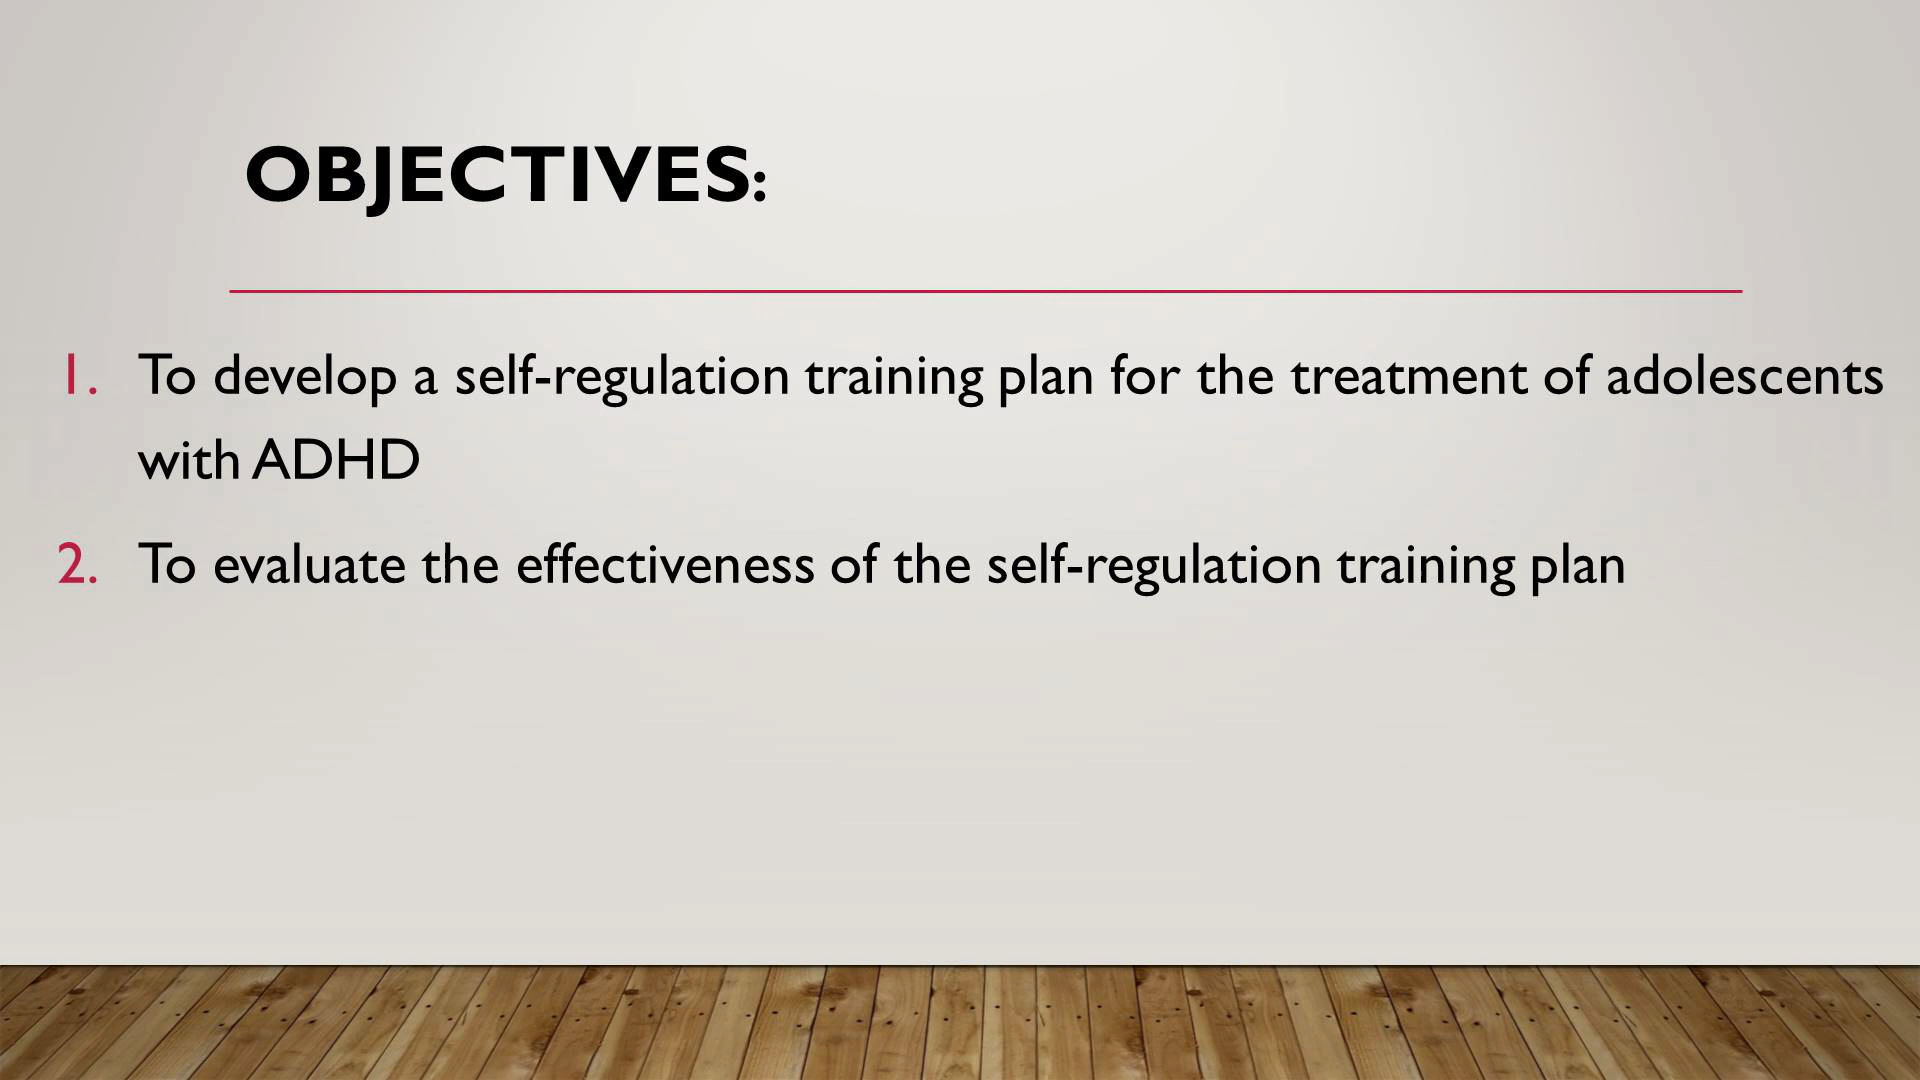 OBJECTIVES:
1. To develop a self-regulation training plan for the treatment of adolescents
with ADHD
2. To evaluate the effectiveness of the self-regulation training plan